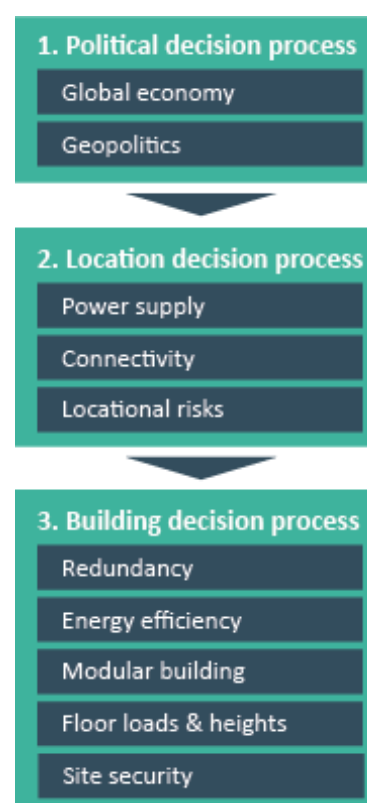 1. Political decision process
Global economy
Geopolitics
2. Location decision process
Power supply
Connectivity
Locational risks
3. Building decision process
Redundancy
Energy efficiency
Modular building
Floor loads & heights
Site security